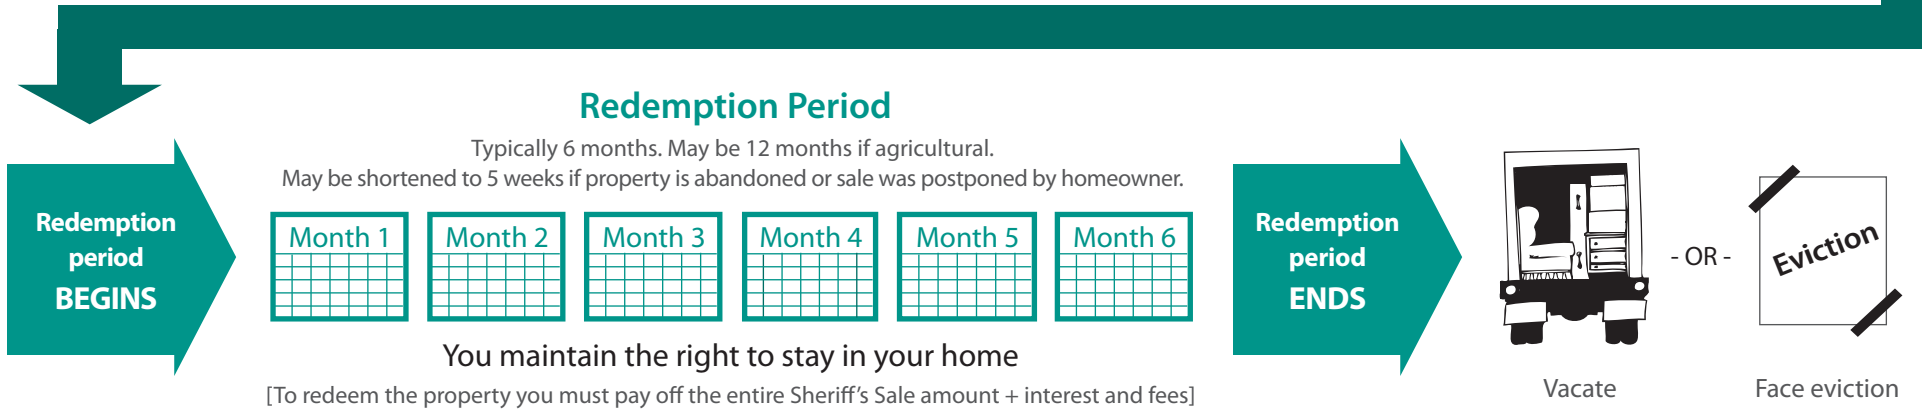 Redemption Period
Typically 6 months. May be 12 months if agricultural.
May be shortened to 5 weeks if property is abandoned or sale was postponed by homeowner.
Redemption
period
BEGINS
Month 1
Month 2
Month 3
Month 4
Month 5
Month 6
You maintain the right to stay in your home
[To redeem the property you must pay off the entire Sheriff’s Sale amount + interest and fees]
Redemption
period
ENDS
- OR -
Eviction
Vacate
Face eviction